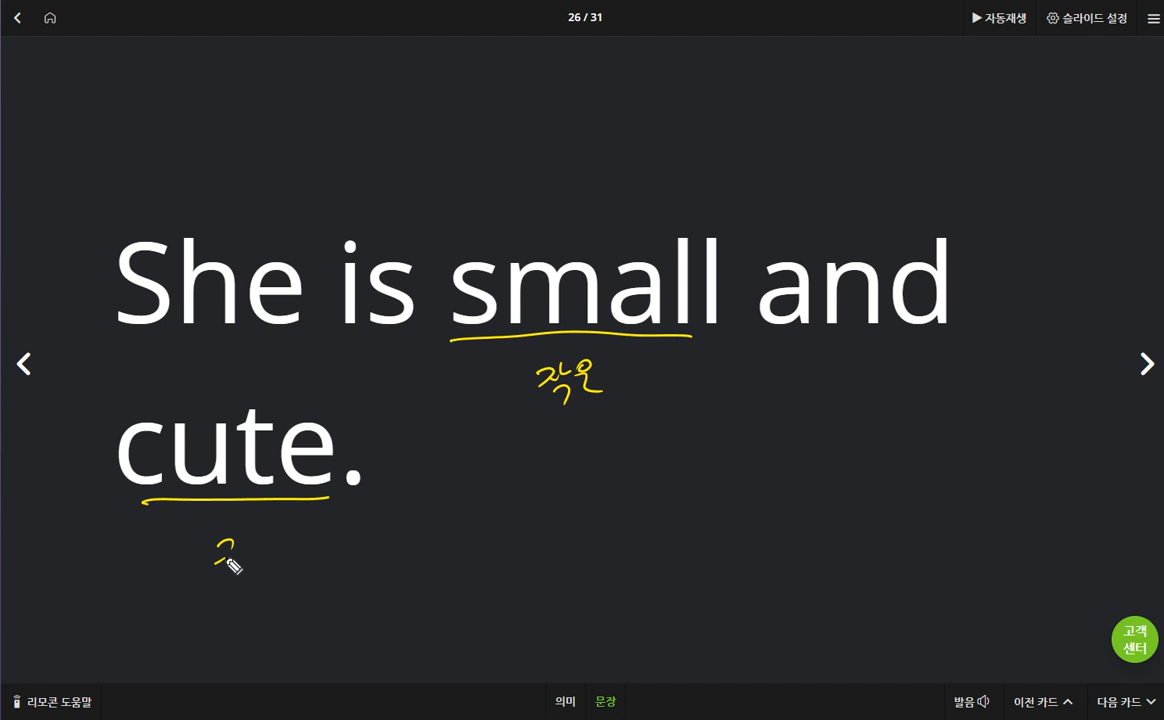 26 / 31
▶ 자동재생
슬라이드 설정
She is small and
작은
cute.
고객
센터
리모콘 도움말
의미
문장
발음
이전 카드
다음 카드